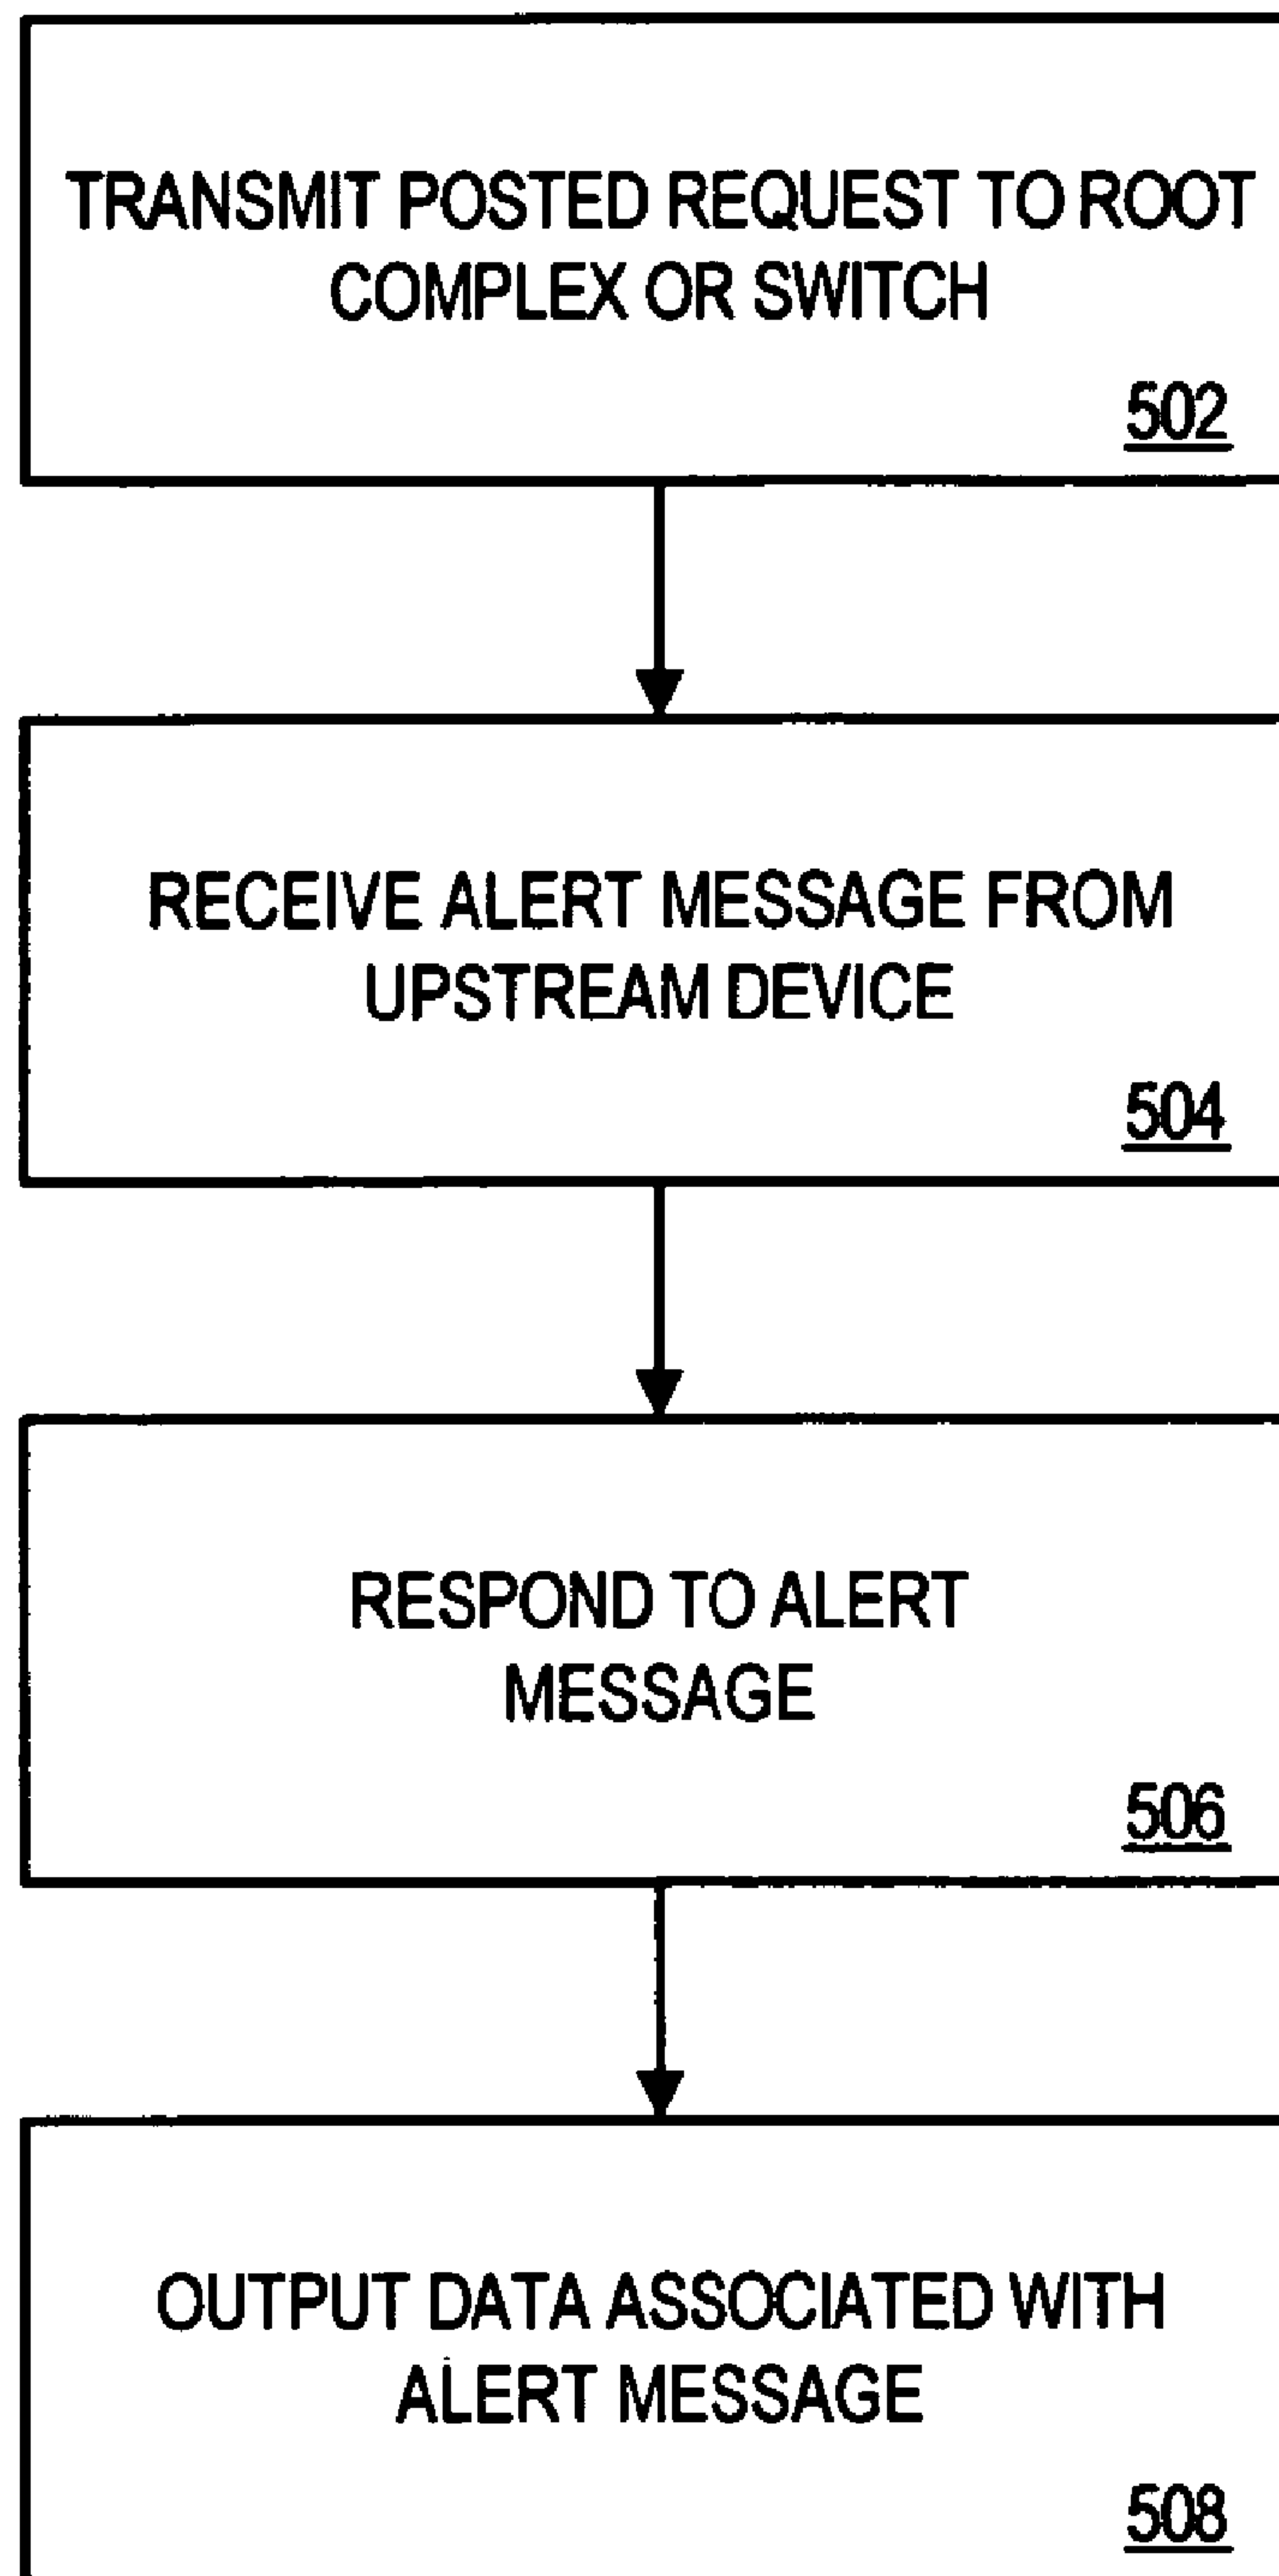 TRANSMIT POSTED REQUEST TO ROOT
COMPLEX OR SWITCH
502
RECEIVE ALERT MESSAGE FROM
UPSTREAM DEVICE
504
RESPOND TO ALERT
MESSAGE
506
OUTPUT DATA ASSOCIATED WITH
ALERT MESSAGE
508